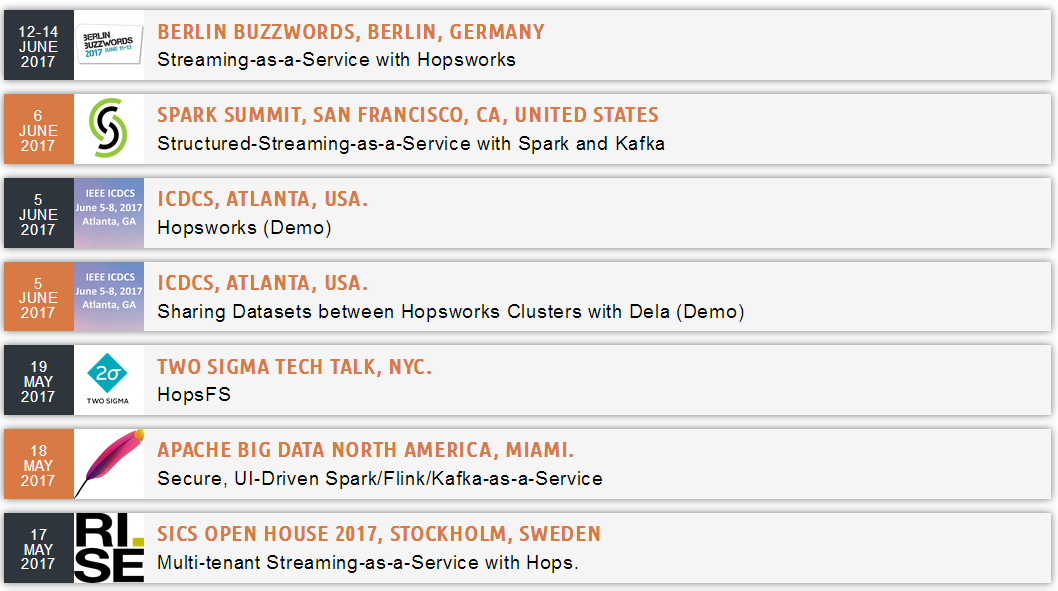 12-14
JUNE
2017
BERLIN
BUZZWORDS
2017 JUNE 11-13
BERLIN BUZZWORDS, BERLIN, GERMANY
Streaming-as-a-Service with Hopsworks
6
JUNE
2017
SPARK SUMMIT, SAN FRANCISCO, CA, UNITED STATES
Structured-Streaming-as-a-Service with Spark and Kafka
5
JUNE
2017
IEEE ICDCS
June 5-8, 2017
Atlanta, GA
ICDCS, ATLANTA, USA.
Hopsworks (Demo)
5
JUNE
2017
IEEE ICDCS
June 5-8, 2017
Atlanta, GA
ICDCS, ATLANTA, USA.
Sharing Datasets between Hopsworks Clusters with Dela (Demo)
19
MAY
2017
2σ
TWO SIGMA
TWO SIGMA TECH TALK, NYC.
HopsFS
18
MAY
2017
APACHE BIG DATA NORTH AMERICA, MIAMI.
Secure, UI-Driven Spark/Flink/Kafka-as-a-Service
17
MAY
2017
RI.
SE
SICS OPEN HOUSE 2017, STOCKHOLM, SWEDEN
Multi-tenant Streaming-as-a-Service with Hops.